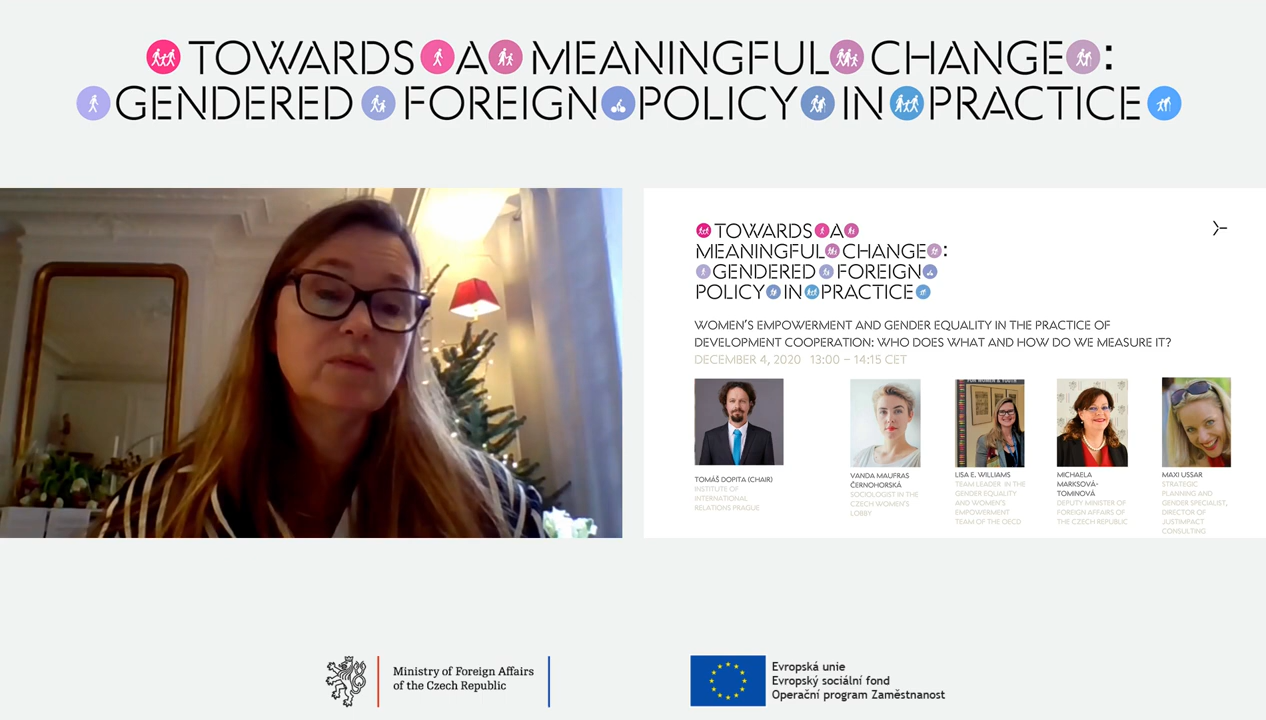 TOWARDS A MEANINGFUL CHANGE:
GENDERED FOREIGN POLICY IN PRACTICE
TOWARDS A
MEANINGFUL CHANGE:
GENDERED FOREIGN
POLICY IN PRACTICE
WOMEN'S EMPOWERMENT AND GENDER EQUALITY IN THE PRACTICE OF
DEVELOPMENT COOPERATION: WHO DOES WHAT AND HOW DO WE MEASURE IT?
DECEMBER 4, 2020 13:00 – 14:15 CET
FOR WOMEN & YOUTH
TOMÁŠ DOPITA (CHAIR)
INSTITUTE OF
INTERNATIONAL
RELATIONS PRAGUE
VANDA MAUFRAS
ČERNOHORSKÁ
SOCIOLOGIST IN THE
CZECH WOMEN'S
LOBBY
LISA E. WILLIAMS
TEAM LEADER IN THE
GENDER EQUALITY
AND WOMEN'S
EMPOWERMENT
TEAM OF THE OECD
MICHAELA
MARKSOVÁ-
TOMINOVÁ
DEPUTY MINISTER OF
FOREIGN AFFAIRS OF
THE CZECH REPUBLIC
MAXI USSAR
STRATEGIC
PLANNING AND
GENDER SPECIALIST,
DIRECTOR OF
JUSTIMPACT
CONSULTING
Ministry of Foreign Affairs
of the Czech Republic
Evropská unie
Evropský sociální fond
Operační program Zaměstnanost